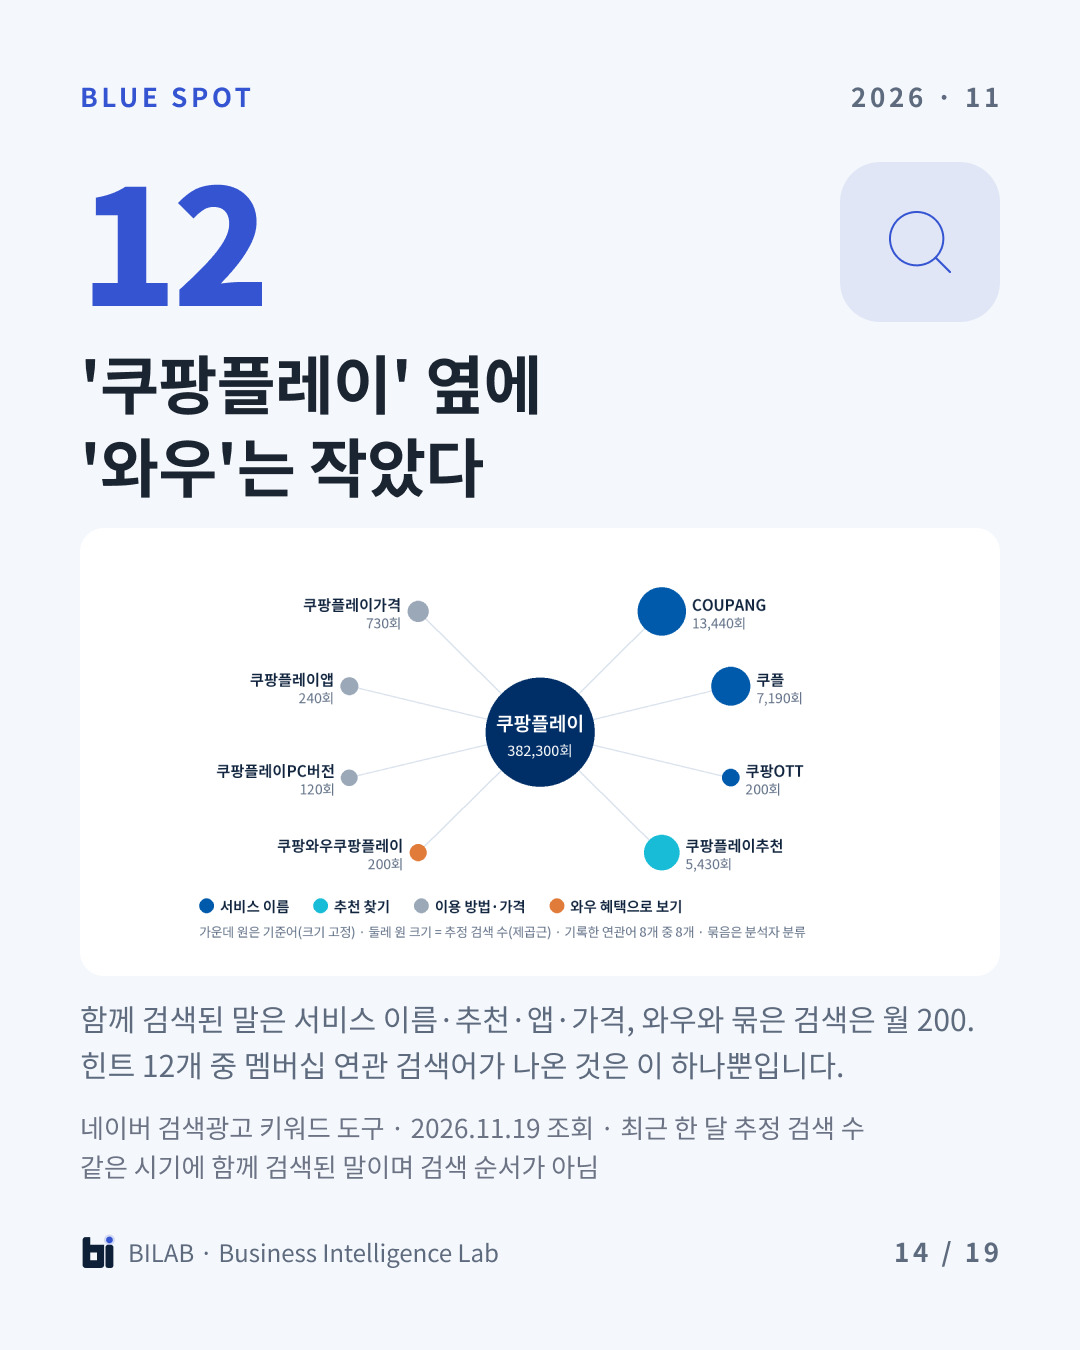 BLUE SPOT
2026 · 11
12
'쿠팡플레이' 옆에
'와우'는 작았다
쿠팡플레이가격
730회
COUPANG
13,440회
쿠팡플레이앱
240회
쿠플
7,190회
쿠팡플레이
382,300회
쿠팡플레이PC버전
120회
쿠팡OTT
200회
쿠팡와우쿠팡플레이
200회
쿠팡플레이추천
5,430회
서비스 이름
추천 찾기
이용 방법·가격
와우 혜택으로 보기
가운데 원은 기준어(크기 고정) · 둘레 원 크기 = 추정 검색 수(제곱근) · 기록한 연관어 8개 중 8개 · 묶음은 분석자 분류
함께 검색된 말은 서비스 이름·추천·앱·가격, 와우와 묶은 검색은 월 200.
힌트 12개 중 멤버십 연관 검색어가 나온 것은 이 하나뿐입니다.
네이버 검색광고 키워드 도구 · 2026.11.19 조회 · 최근 한 달 추정 검색 수
같은 시기에 함께 검색된 말이며 검색 순서가 아님
bi BILAB · Business Intelligence Lab
14 / 19